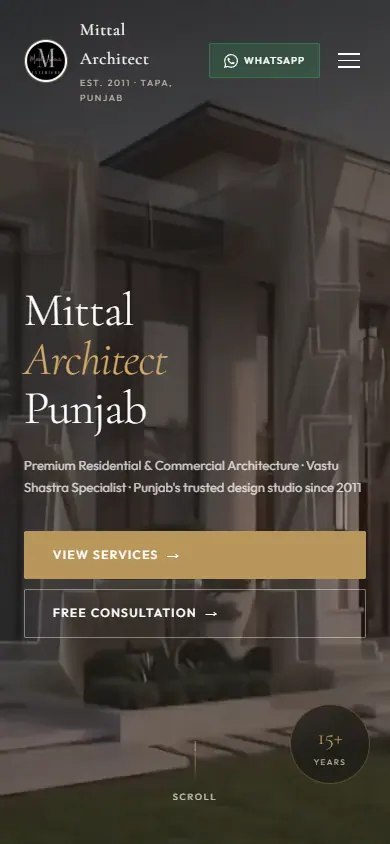 Mittal
Architect
EST. 2011 · TAPA,
PUNJAB
WHATSAPP
M
Mittal
Architect
Punjab
Premium Residential & Commercial Architecture · Vastu
Shastra Specialist · Punjab's trusted design studio since 2011
VIEW SERVICES →
FREE CONSULTATION →
15+
YEARS
SCROLL